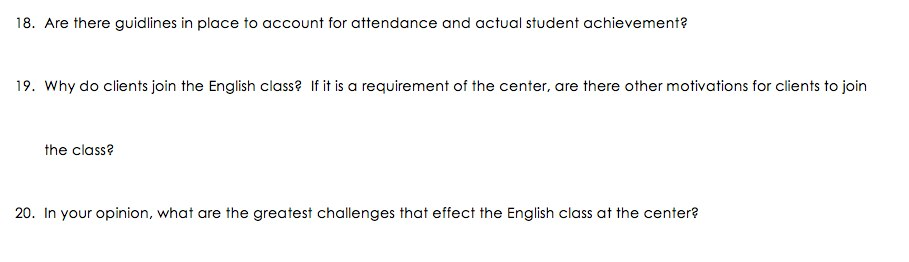 18. Are there guidlines in place to account for attendance and actual student achievement?
19. Why do clients join the English class? If it is a requirement of the center, are there other motivations for clients to join
the class?
20. In your opinion, what are the greatest challenges that effect the English class at the center?